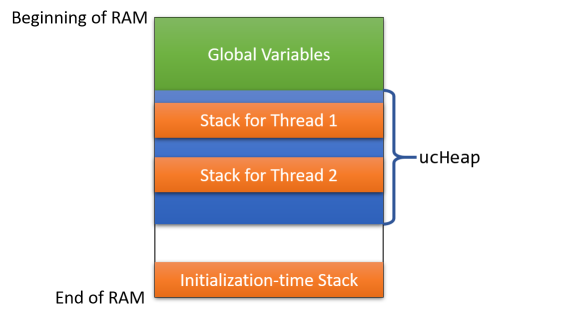 Beginning of RAM
Global Variables
Stack for Thread 1
ucHeap
Stack for Thread 2
Initialization-time Stack
End of RAM